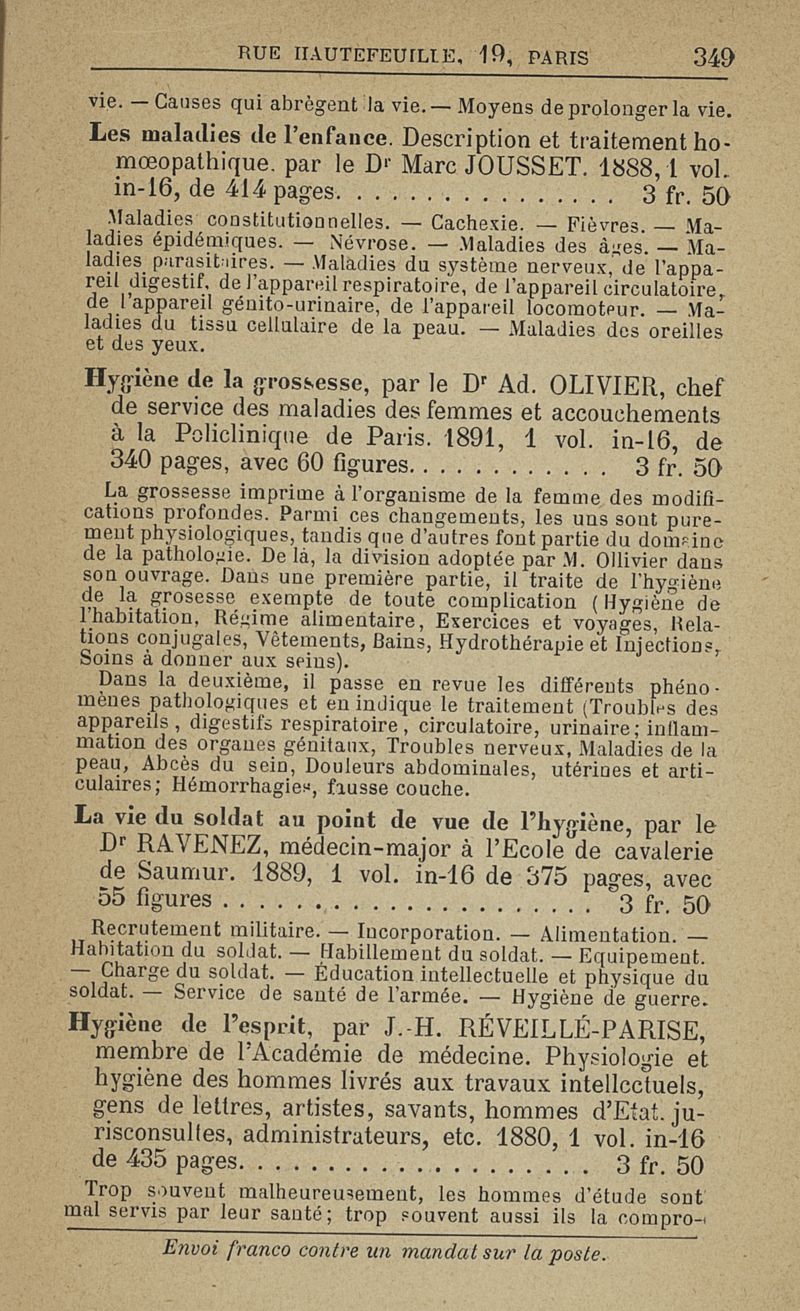 RUE HAUTEFEUILLE, 19, PARIS 349
vie. — Causes qui abrègent la vie. — Moyens de prolonger la vie.
Les maladies de l'enfance. Description et traitement ho-
mœopathique. par le Dr Marc JOUSSET. 1888, 1 vol.
in-16, de 414 pages. . . . . . . . . . . . . . . . . 3 fr. 50
Maladies constitutionnelles. — Cachexie. — Fièvres. — Ma-
ladies épidémiques. — Névrose. — Maladies des âges. — Ma-
ladies parasitaires. — Maladies du système nerveux, de l'appa-
reil digestif, de l'appareil respiratoire, de l'appareil circulatoire,
de l'appareil génito-urinaire, de l'appareil locomoteur. — Ma-
ladies du tissu cellulaire de la peau. — Maladies des oreilles
et des yeux.
Hygiène de la grossesse, par le Dr Ad. OLIVIER, chef
de service des maladies des femmes et accouchements
à la Policlinique de Paris. 1891, 1 vol. in-16, de
340 pages, avec 60 figures. . . . . . . . . . . . . 3 fr. 50
La grossesse imprime à l'organisme de la femme des modifi-
cations profondes. Parmi ces changements, les uns sont pure-
ment physiologiques, tandis que d'autres font partie du domaine
de la pathologie. De là, la division adoptée par M. Ollivier dans
son ouvrage. Dans une première partie, il traite de l'hygiène
de la grosesse exempte de toute complication (Hygiène de
l'habitation, Régime alimentaire, Exercices et voyages, Rela-
tions conjugales, Vêtements, Bains, Hydrothérapie et Injections,
Soins à donner aux seins).
Dans la deuxième, il passe en revue les différents phéno-
mènes pathologiques et en indique le traitement (Troubles des
appareils, digestifs respiratoire, circulatoire, urinaire; inflam-
mation des organes génitaux, Troubles nerveux, Maladies de la
peau, Abcès du sein, Douleurs abdominales, utérines et arti-
culaires; Hémorrhagies, fausse couche.
La vie du soldat au point de vue de l'hygiène, par le
Dr RAVENEZ, médecin-major à l'Ecole de cavalerie
de Saumur. 1889, 1 vol. in-16 de 375 pages, avec
55 figures . . . . . . . . . . . . . . . . . . . . . . 3 fr. 50
Recrutement militaire. — Incorporation. — Alimentation. —
Habitation du soldat. — Habillement du soldat. — Equipement.
— Charge du soldat. — Éducation intellectuelle et physique du
soldat. — Service de santé de l'armée. — Hygiène de guerre.
Hygiène de l'esprit, par J.-H. RÉVEILLÉ-PARISE,
membre de l'Académie de médecine. Physiologie et
hygiène des hommes livrés aux travaux intellectuels,
gens de lettres, artistes, savants, hommes d'Etat. ju-
risconsultes, administrateurs, etc. 1880, 1 vol. in-16
de 435 pages. . . . . . . . . . . . . . . . . . . . . 3 fr. 50
Trop souvent malheureusement, les hommes d'étude sont
mal servis par leur santé; trop souvent aussi ils la compro-
Envoi franco contre un mandat sur la poste.